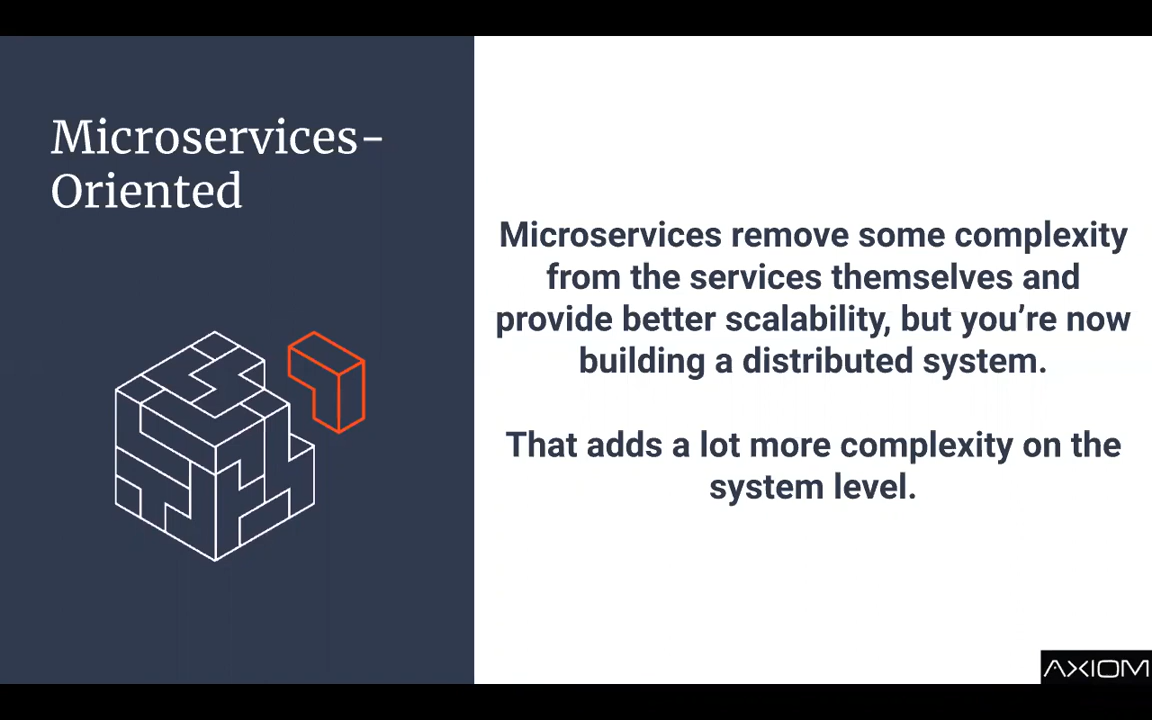 Microservices-
Oriented
Microservices remove some complexity
from the services themselves and
provide better scalability, but you’re now
building a distributed system.
That adds a lot more complexity on the
system level.
AXIOM